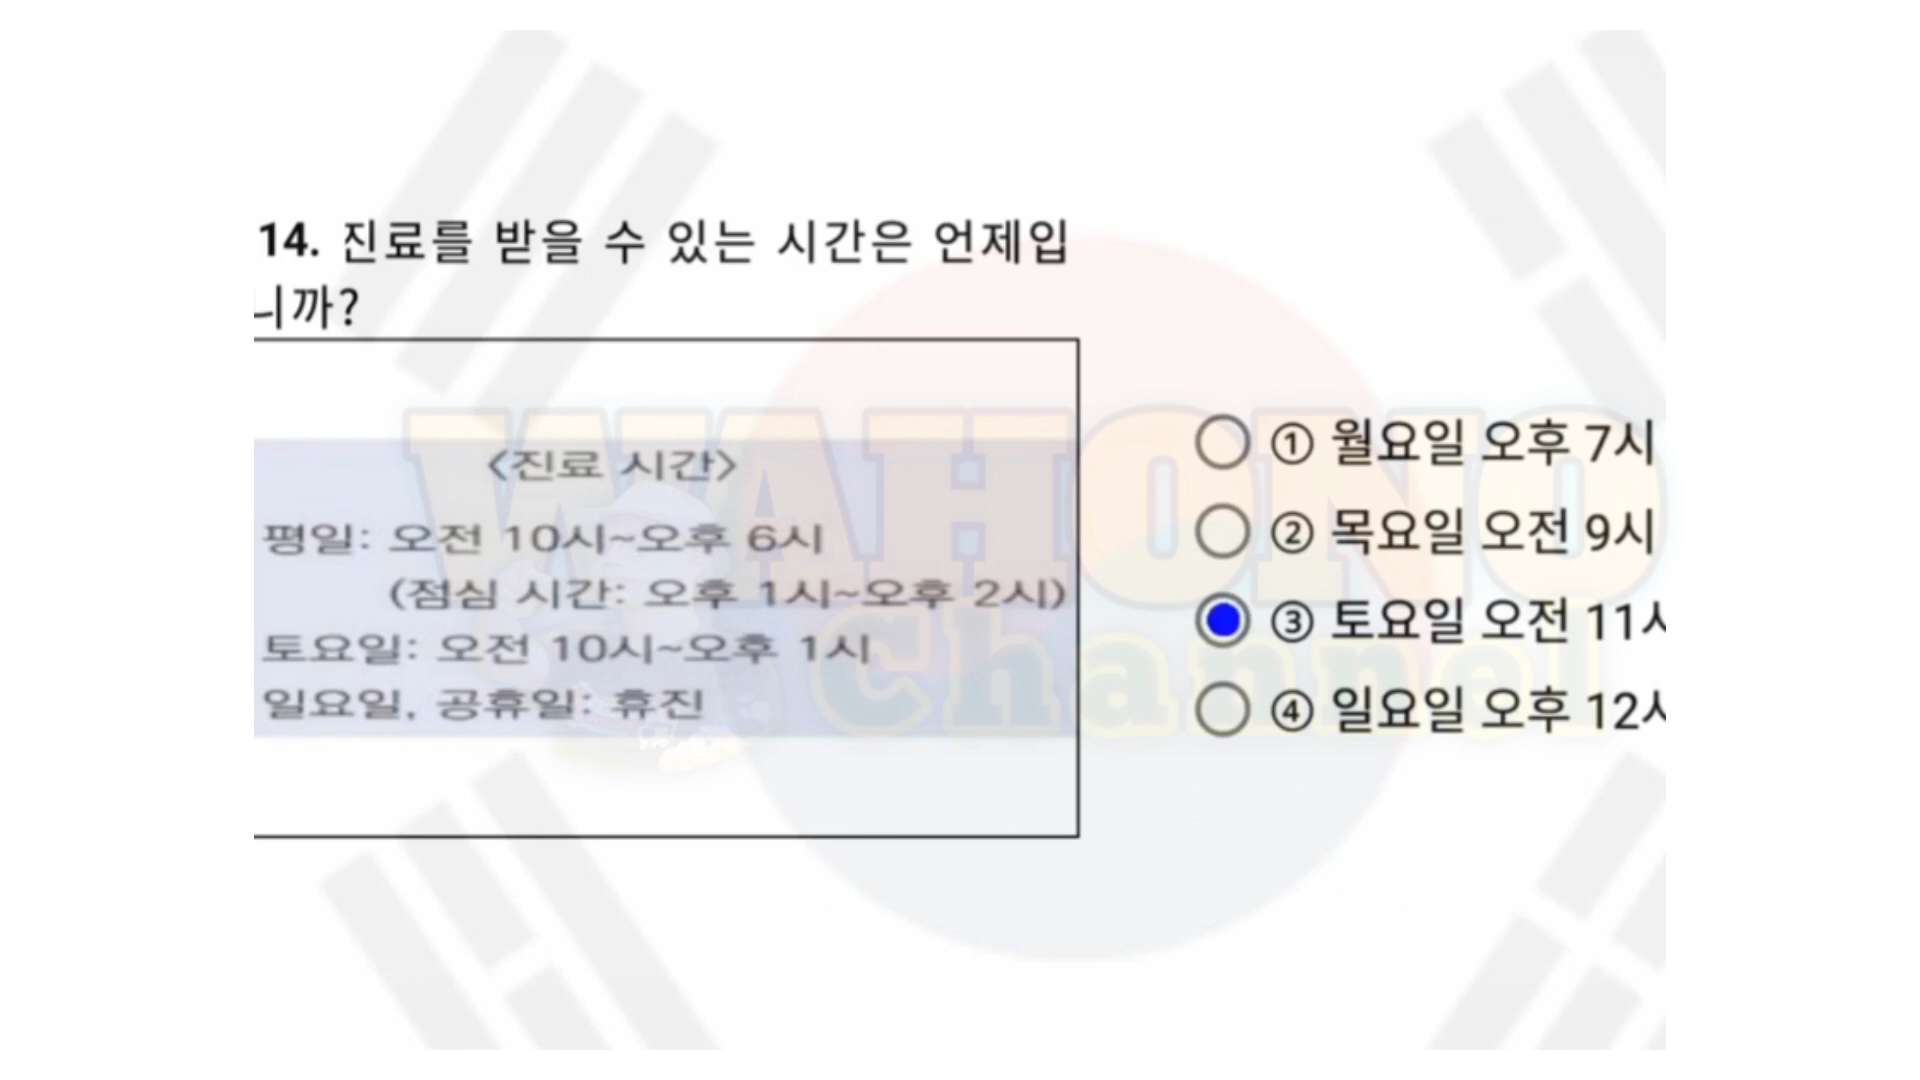 14. 진료를 받을 수 있는 시간은 언제입
니까?
<진료 시간>
평일: 오전 10시~오후 6시
(점심 시간: 오후 1시~오후 2시)
토요일: 오전 10시~오후 1시
일요일, 공휴일: 휴진
① 월요일 오후 7시
② 목요일 오전 9시
③ 토요일 오전 11시
④ 일요일 오후 12시
WAHONO
Channel